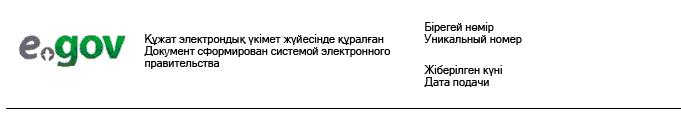 e.gov
Құжат электрондық үкімет жүйесінде құралған
Документ сформирован системой электронного
правительства
Бірегей нөмір
Уникальный номер
Жіберілген күні
Дата подачи